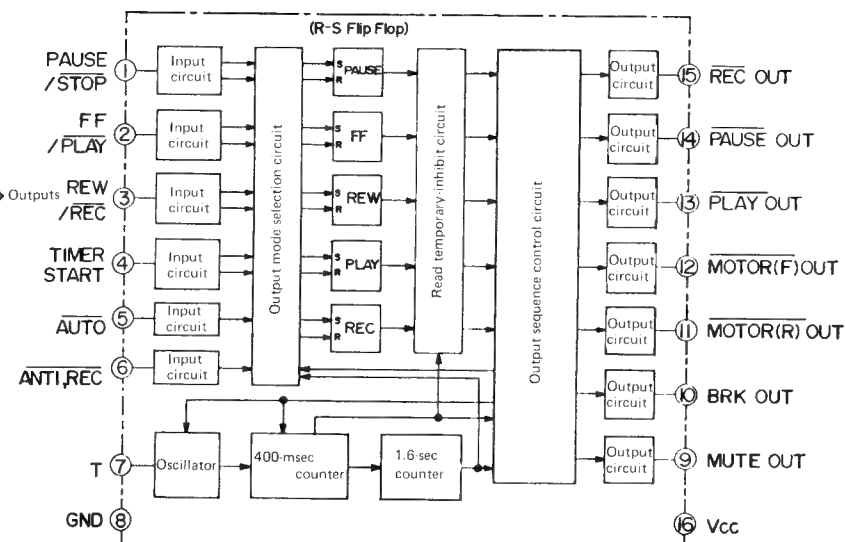 (R-S Flip Flop)
PAUSE
/STOP
1
Input
circuit
S
R
PAUSE
Output
circuit
15
REC OUT
FF
/PLAY
2
Input
circuit
S
R
FF
Output
circuit
14
PAUSE OUT
Outputs
REW
/REC
3
Input
circuit
S
R
REW
Output
circuit
13
PLAY OUT
TIMER
START
4
Input
circuit
S
R
PLAY
Output
circuit
12
MOTOR(F)OUT
AUTO
5
Input
circuit
S
R
REC
Output
circuit
11
MOTOR(R) OUT
ANTI,REC
6
Input
circuit
Output
circuit
10
BRK OUT
Output mode selection circuit
Read temporary-inhibit circuit
Output sequence control circuit
T
7
Oscillator
400-msec
counter
1.6-sec
counter
Output
circuit
9
MUTE OUT
GND
8
16
Vcc